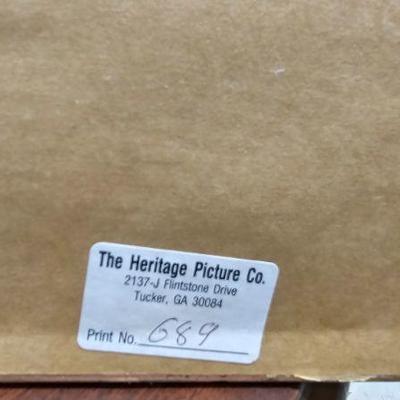 The Heritage Picture Co.
2137-J Flintstone Drive
Tucker, GA 30084
Print No. 689